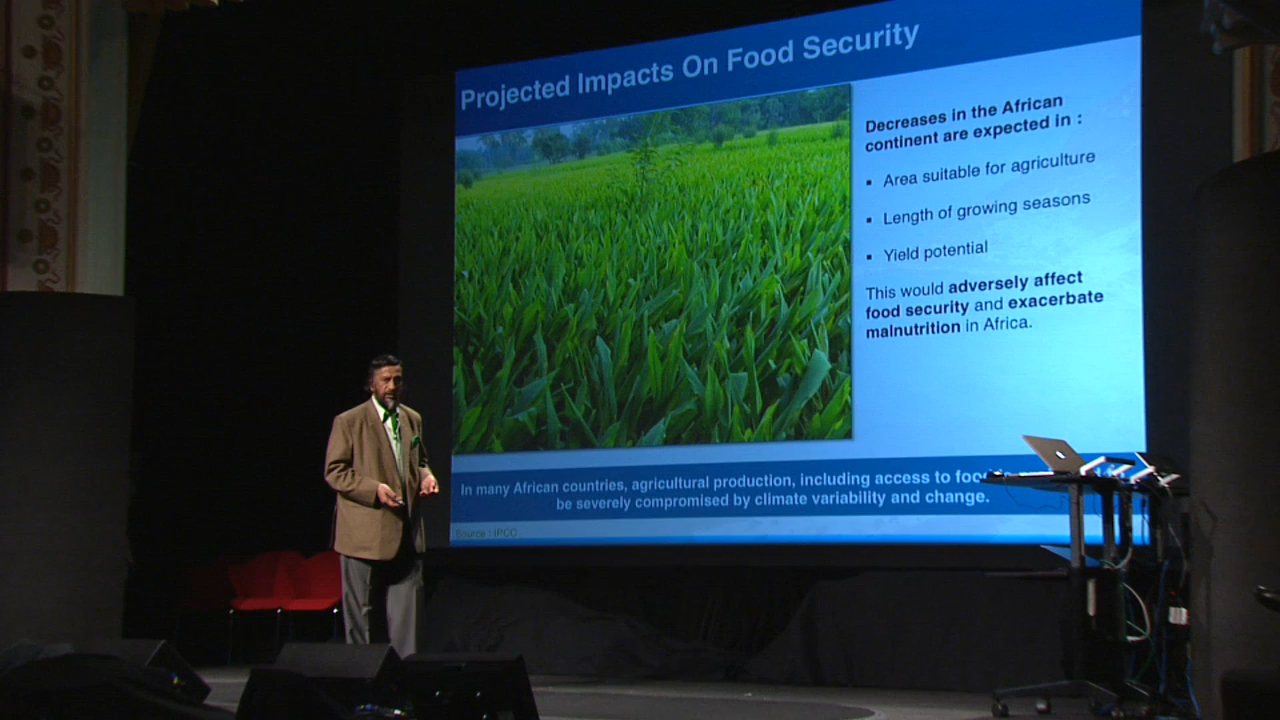 Projected Impacts On Food Security
Decreases in the African
continent are expected in :
▪ Area suitable for agriculture
▪ Length of growing seasons
▪ Yield potential
This would adversely affect
food security and exacerbate
malnutrition in Africa.
In many African countries, agricultural production, including access to
be severely compromised by climate variability and change.
Source : IPCC